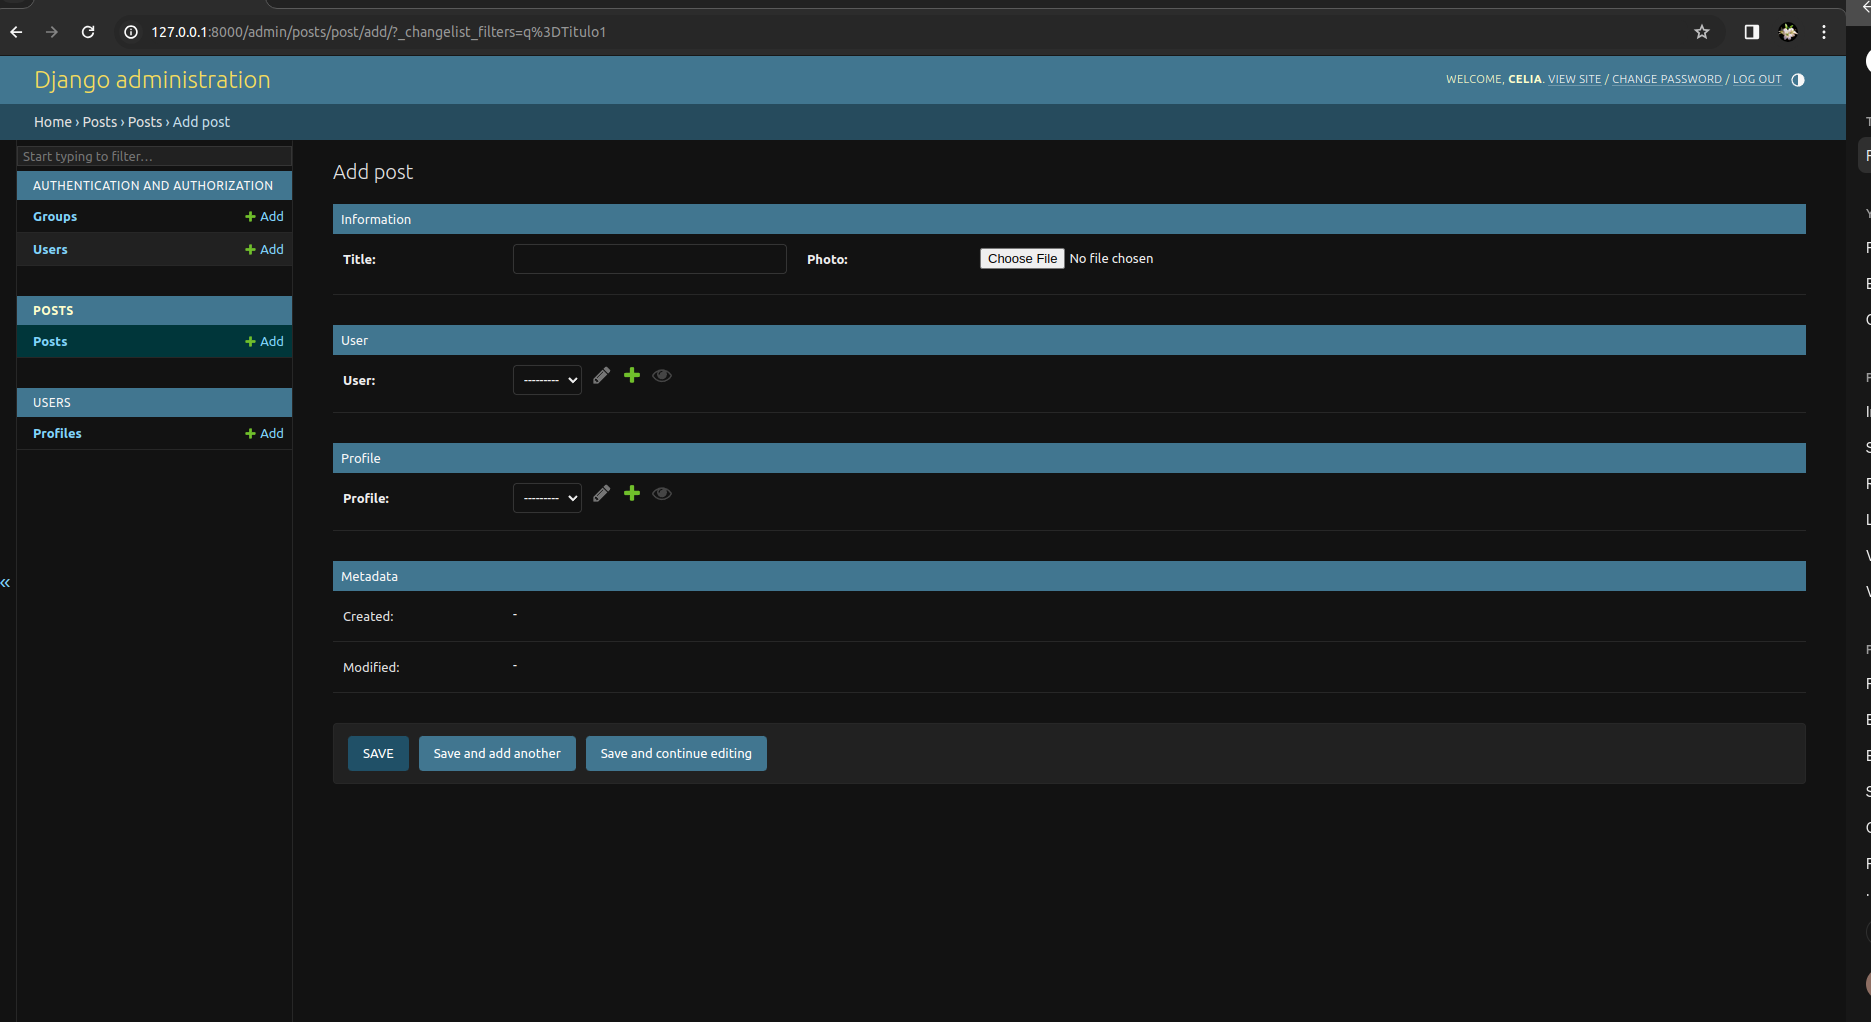 127.0.0.1:8000/admin/posts/post/add/?_changelist_filters=q%3DTitulo1
Django administration
WELCOME, CELIA. VIEW SITE / CHANGE PASSWORD / LOG OUT
Home › Posts › Posts › Add post
Start typing to filter…
AUTHENTICATION AND AUTHORIZATION
Groups + Add
Users + Add
POSTS
Posts + Add
USERS
Profiles + Add
«
Add post
Information
Title: Photo: Choose File No file chosen
User
User: ---------
Profile
Profile: ---------
Metadata
Created: -
Modified: -
SAVE Save and add another Save and continue editing